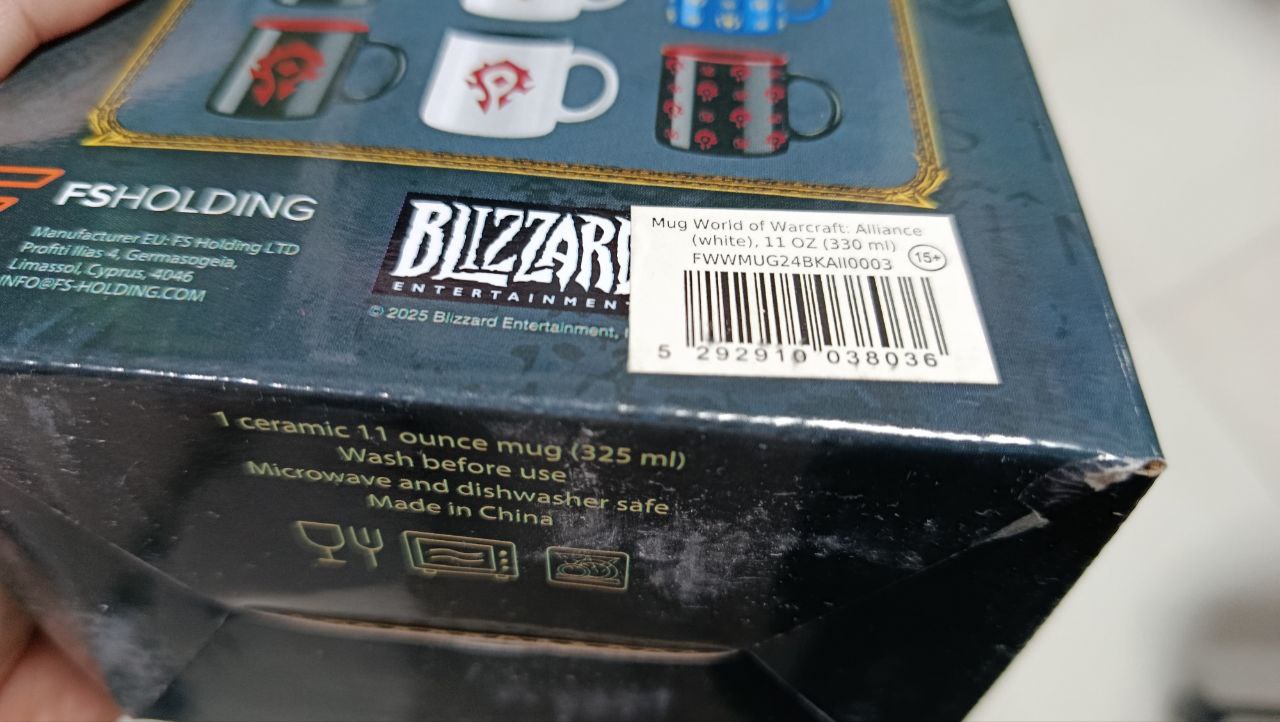 FSHOLDING
Manufacturer EU: FS Holding LTD
Profiti Ilias 4, Germasogeia,
Limassol, Cyprus, 4046
INFO@FS-HOLDING.COM
BLIZZARD
ENTERTAINMENT
© 2025 Blizzard Entertainment,
Mug World of Warcraft: Alliance
(white), 11 OZ (330 ml)
FWWMUG24BKAII0003
15+
5 292910 038036
1 ceramic 11 ounce mug (325 ml)
Wash before use
Microwave and dishwasher safe
Made in China